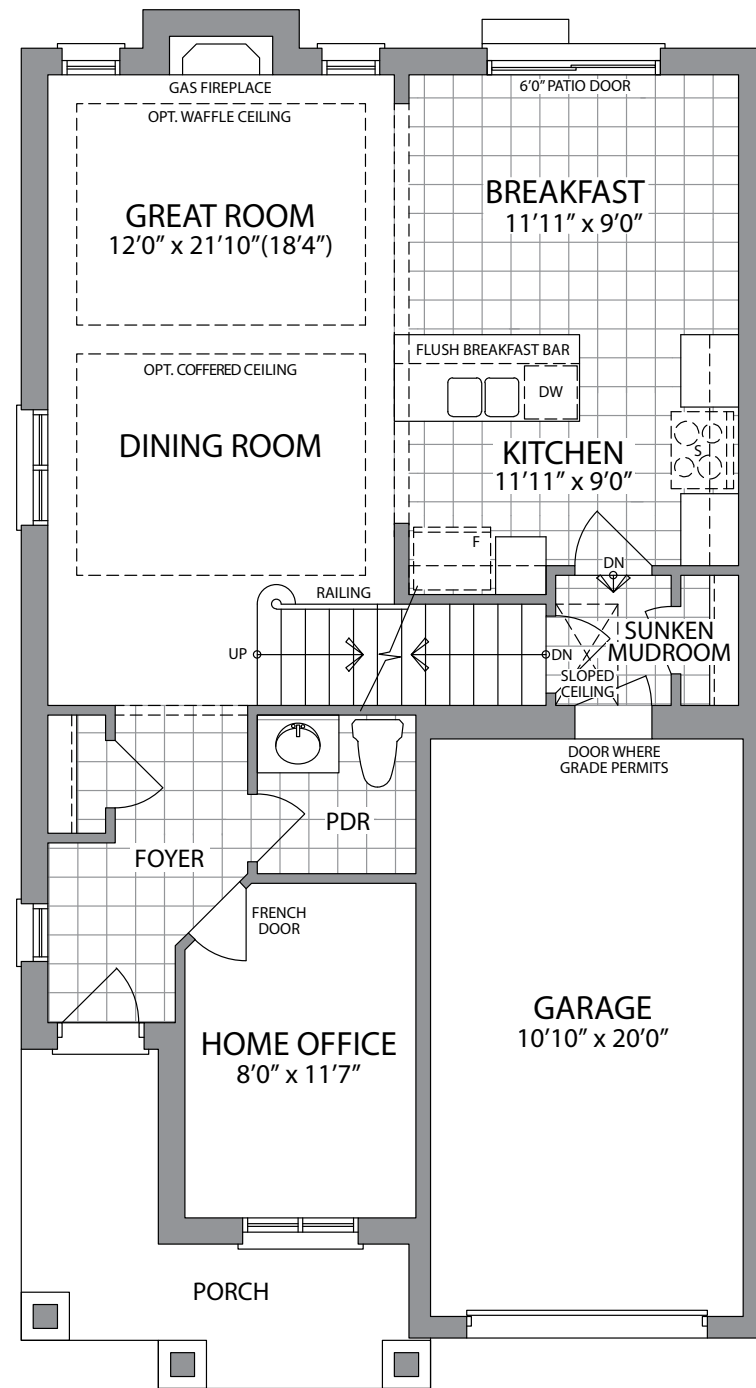 GAS FIREPLACE
OPT. WAFFLE CEILING
6'0" PATIO DOOR
GREAT ROOM
12'0" x 21'10"(18'4")
BREAKFAST
11'11" x 9'0"
FLUSH BREAKFAST BAR
DW
OPT. COFFERED CEILING
DINING ROOM
KITCHEN
11'11" x 9'0"
S
F
DN
RAILING
UP
DN
SUNKEN
MUDROOM
SLOPED
CEILING
DOOR WHERE
GRADE PERMITS
PDR
FOYER
FRENCH
DOOR
HOME OFFICE
8'0" x 11'7"
GARAGE
10'10" x 20'0"
PORCH